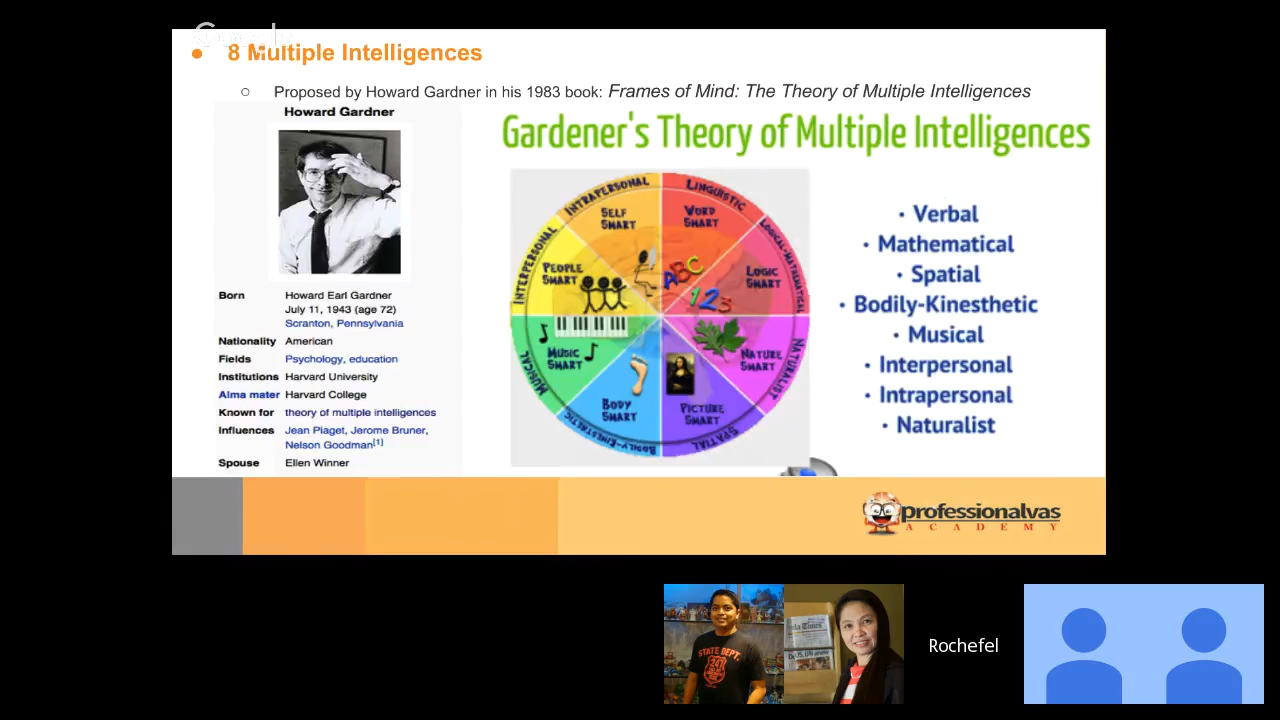 Google
8 Multiple Intelligences
Proposed by Howard Gardner in his 1983 book: Frames of Mind: The Theory of Multiple Intelligences
Howard Gardner
Born Howard Earl Gardner
July 11, 1943 (age 72)
Scranton, Pennsylvania
Nationality American
Fields Psychology, education
Institutions Harvard University
Alma mater Harvard College
Known for theory of multiple intelligences
Influences Jean Piaget, Jerome Bruner,
Nelson Goodman[1]
Spouse Ellen Winner
Gardener's Theory of Multiple Intelligences
INTRAPERSONAL
SELF
SMART
LINGUISTIC
WORD
SMART
LOGICAL-MATHEMATICAL
LOGIC
SMART
NATURALIST
NATURE
SMART
SPATIAL
PICTURE
SMART
BODILY-KINESTHETIC
BODY
SMART
MUSICAL
MUSIC
SMART
INTERPERSONAL
PEOPLE
SMART
ABC
123
• Verbal
• Mathematical
• Spatial
• Bodily-Kinesthetic
• Musical
• Interpersonal
• Intrapersonal
• Naturalist
professionalvas
ACADEMY
STATE DEPT.
241
Times
Rochefel